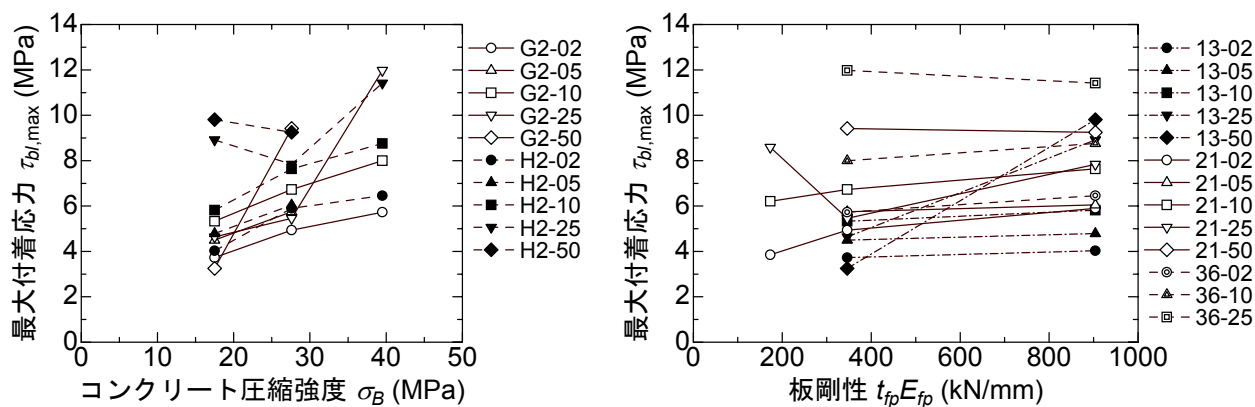 最大付着応力 τbl,max (MPa)
14
12
10
8
6
4
2
0
0 10 20 30 40 50
コンクリート圧縮強度 σB (MPa)
G2-02
G2-05
G2-10
G2-25
G2-50
H2-02
H2-05
H2-10
H2-25
H2-50
最大付着応力 τbl,max (MPa)
14
12
10
8
6
4
2
0
0 200 400 600 800 1000
板剛性 tfpEfp (kN/mm)
13-02
13-05
13-10
13-25
13-50
21-02
21-05
21-10
21-25
21-50
36-02
36-10
36-25